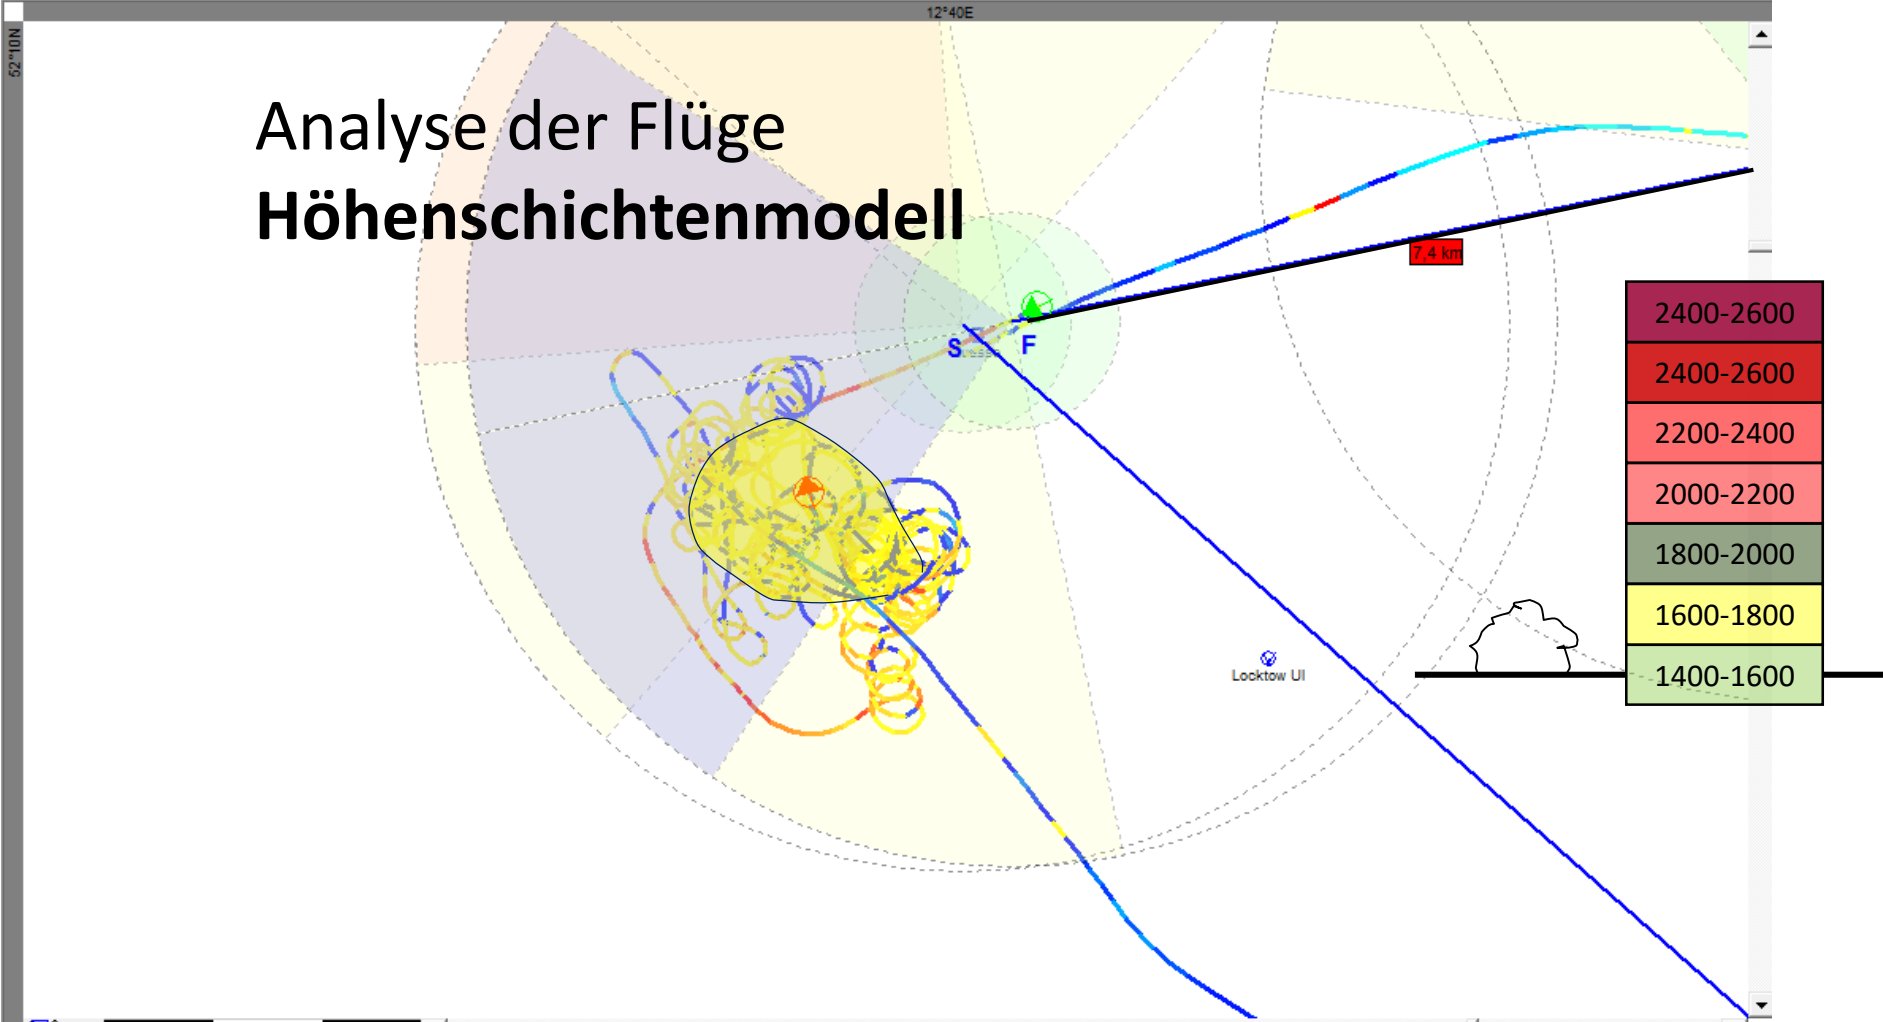 12°40E
52°10N
Analyse der Flüge
Höhenschichtenmodell
7,4 km
S
F
2400-2600
2400-2600
2200-2400
2000-2200
1800-2000
1600-1800
1400-1600
Locktow Ul